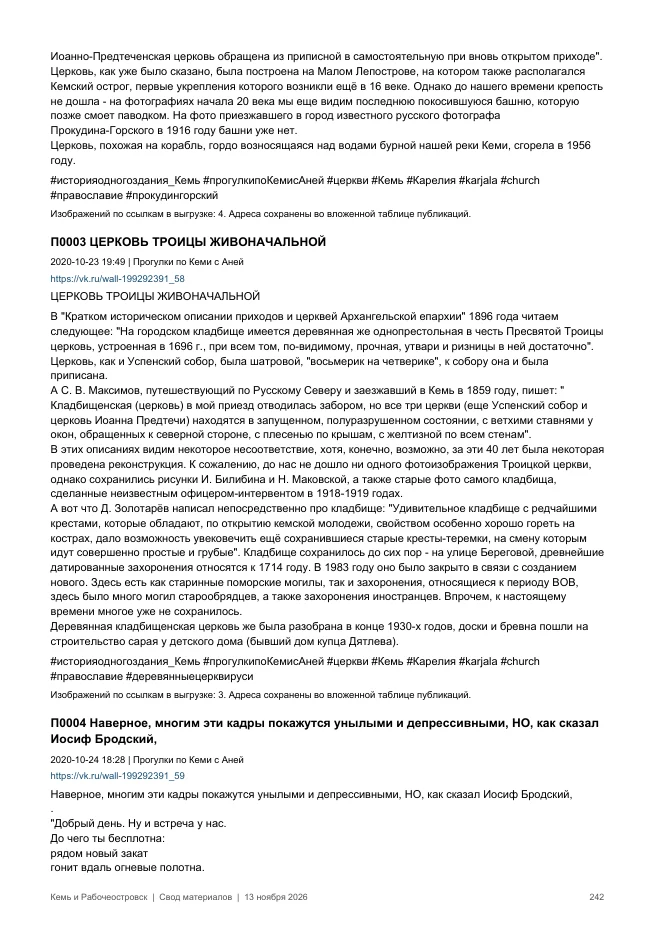 Иоанно-Предтеченская церковь обращена из приписной в самостоятельную при вновь открытом приходе".
Церковь, как уже было сказано, была построена на Малом Лепострове, на котором также располагался
Кемский острог, первые укрепления которого возникли ещё в 16 веке. Однако до нашего времени крепость
не дошла - на фотографиях начала 20 века мы еще видим последнюю покосившуюся башню, которую
позже смоет паводком. На фото приезжавшего в город известного русского фотографа
Прокудина-Горского в 1916 году башни уже нет.
Церковь, похожая на корабль, гордо возносящаяся над водами бурной нашей реки Кеми, сгорела в 1956
году.
#историяодногоздания_Кемь #прогулкипоКемисАней #церкви #Кемь #Карелия #karjala #church
#православие #прокудингорский
Изображений по ссылкам в выгрузке: 4. Адреса сохранены во вложенной таблице публикаций.
П0003 ЦЕРКОВЬ ТРОИЦЫ ЖИВОНАЧАЛЬНОЙ
2020-10-23 19:49 | Прогулки по Кеми с Аней
https://vk.ru/wall-199292391_58
ЦЕРКОВЬ ТРОИЦЫ ЖИВОНАЧАЛЬНОЙ
В "Кратком историческом описании приходов и церквей Архангельской епархии" 1896 года читаем
следующее: "На городском кладбище имеется деревянная же однопрестольная в честь Пресвятой Троицы
церковь, устроенная в 1696 г., при всем том, по-видимому, прочная, утвари и ризницы в ней достаточно".
Церковь, как и Успенский собор, была шатровой, "восьмерик на четверике", к собору она и была
приписана.
А С. В. Максимов, путешествующий по Русскому Северу и заезжавший в Кемь в 1859 году, пишет: "
Кладбищенская (церковь) в мой приезд отводилась забором, но все три церкви (еще Успенский собор и
церковь Иоанна Предтечи) находятся в запущенном, полуразрушенном состоянии, с ветхими ставнями у
окон, обращенных к северной стороне, с плесенью по крышам, с желтизной по всем стенам".
В этих описаниях видим некоторое несоответствие, хотя, конечно, возможно, за эти 40 лет была некоторая
проведена реконструкция. К сожалению, до нас не дошло ни одного фотоизображения Троицкой церкви,
однако сохранились рисунки И. Билибина и Н. Маковской, а также старые фото самого кладбища,
сделанные неизвестным офицером-интервентом в 1918-1919 годах.
А вот что Д. Золотарёв написал непосредственно про кладбище: "Удивительное кладбище с редчайшими
крестами, которые обладают, по открытию кемской молодежи, свойством особенно хорошо гореть на
кострах, дало возможность увековечить ещё сохранившиеся старые кресты-теремки, на смену которым
идут совершенно простые и грубые". Кладбище сохранилось до сих пор - на улице Береговой, древнейшие
датированные захоронения относятся к 1714 году. В 1983 году оно было закрыто в связи с созданием
нового. Здесь есть как старинные поморские могилы, так и захоронения, относящиеся к периоду ВОВ,
здесь было много могил старообрядцев, а также захоронения иностранцев. Впрочем, к настоящему
времени многое уже не сохранилось.
Деревянная кладбищенская церковь же была разобрана в конце 1930-х годов, доски и бревна пошли на
строительство сарая у детского дома (бывший дом купца Дятлева).
#историяодногоздания_Кемь #прогулкипоКемисАней #церкви #Кемь #Карелия #karjala #church
#православие #деревянныецерквируси
Изображений по ссылкам в выгрузке: 3. Адреса сохранены во вложенной таблице публикаций.
П0004 Наверное, многим эти кадры покажутся унылыми и депрессивными, НО, как сказал
Иосиф Бродский,
2020-10-24 18:28 | Прогулки по Кеми с Аней
https://vk.ru/wall-199292391_59
Наверное, многим эти кадры покажутся унылыми и депрессивными, НО, как сказал Иосиф Бродский,
.
"Добрый день. Ну и встреча у нас.
До чего ты бесплотна:
рядом новый закат
гонит вдаль огневые полотна.
Кемь и Рабочеостровск | Свод материалов | 13 ноября 2026
242